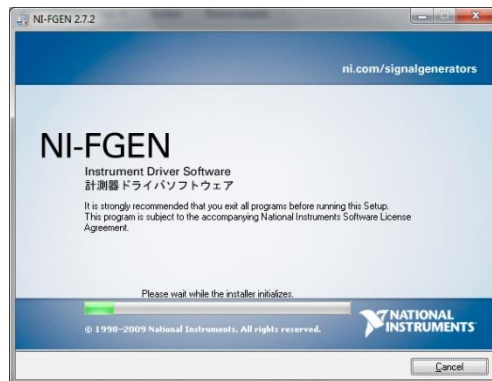 NI-FGEN 2.7.2
ni.com/signalgenerators
NI-FGEN
Instrument Driver Software
計測器ドライバソフトウェア
It is strongly recommended that you exit all programs before running this Setup.
This program is subject to the accompanying National Instruments Software License
Agreement.
Please wait while the installer initializes.
© 1998–2009 National Instruments. All rights reserved.
NATIONAL
INSTRUMENTS
Cancel